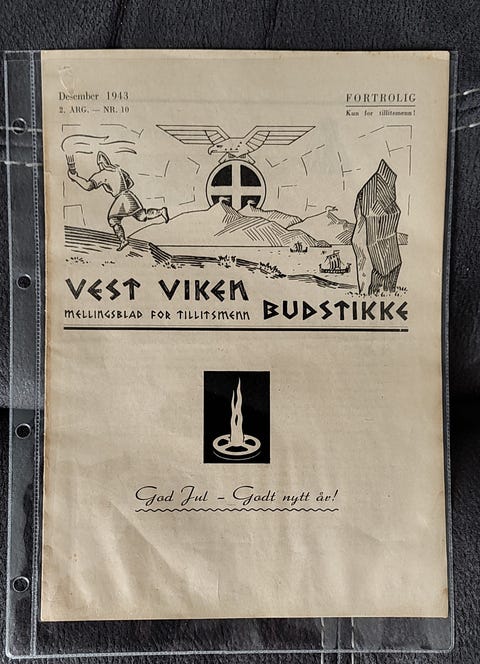 Desember 1943
2. ÅRG. — NR. 10
FORTROLIG
Kun for tillitsmenn!
VEST VIKEN BUDSTIKKE
MELLINGSBLAD FOR TILLITSMENN
God Jul – Godt nytt år!